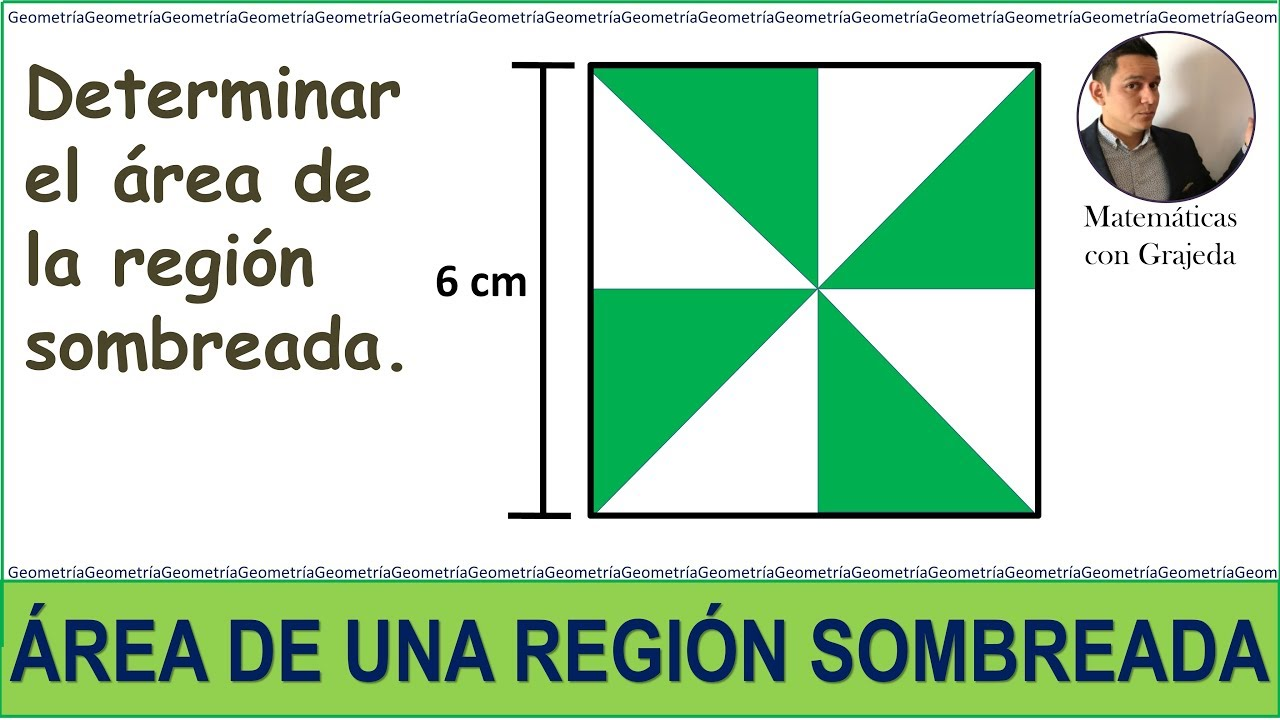 GeometríaGeometríaGeometríaGeometríaGeometríaGeometríaGeometríaGeometríaGeometríaGeometríaGeometríaGeometríaGeometríaGeometríaGeometríaGeometríaGeom
Determinar
el área de
la región
sombreada.
6 cm
Matemáticas
con Grajeda
GeometríaGeometríaGeometríaGeometríaGeometríaGeometríaGeometríaGeometríaGeometríaGeometríaGeometríaGeometríaGeometríaGeometríaGeometríaGeometríaGeom
ÁREA DE UNA REGIÓN SOMBREADA